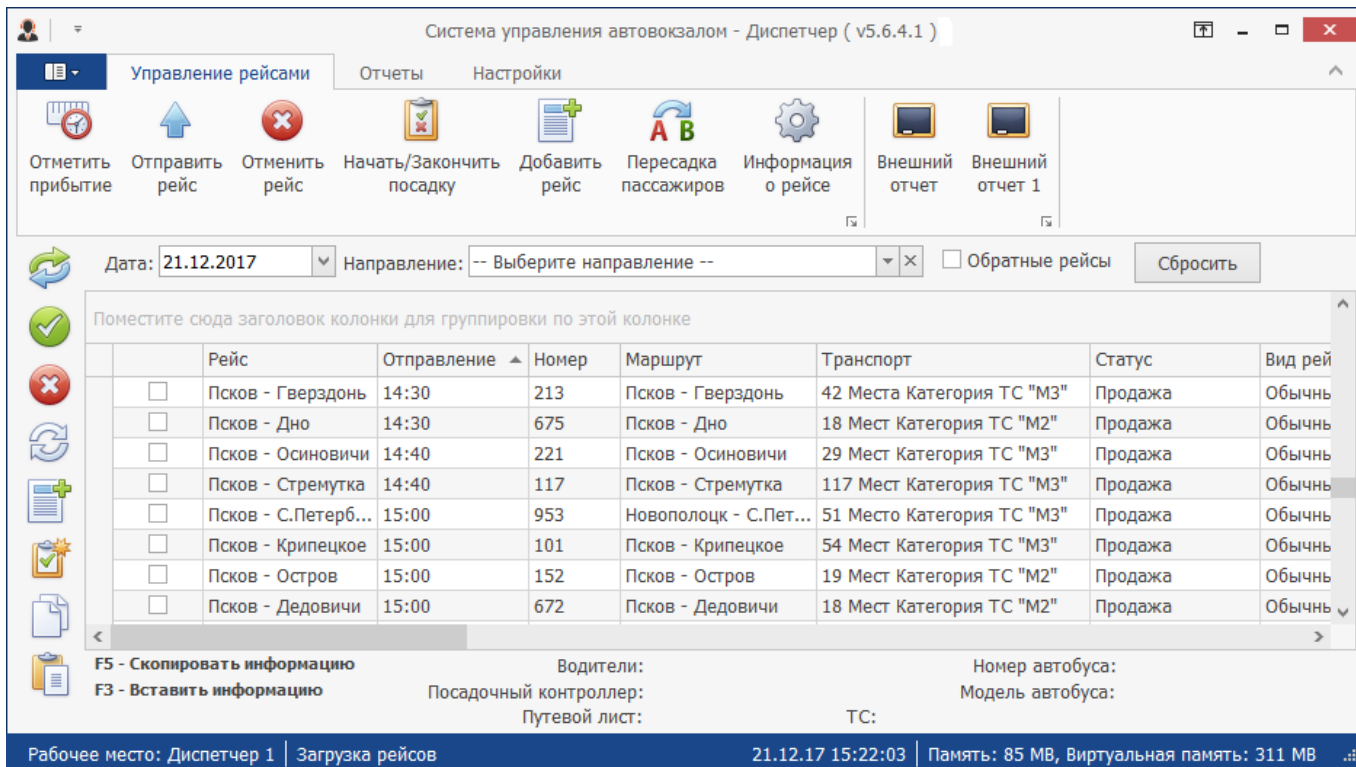 Система управления автовокзалом - Диспетчер ( v5.6.4.1 )
Управление рейсами Отчеты Настройки
Отметить прибытие Отправить рейс Отменить рейс Начать/Закончить посадку Добавить рейс Пересадка пассажиров Информация о рейсе Внешний отчет Внешний отчет 1
Дата: 21.12.2017 Направление: -- Выберите направление -- Обратные рейсы Сбросить
Поместите сюда заголовок колонки для группировки по этой колонке
Рейс Отправление Номер Маршрут Транспорт Статус Вид рей
Псков - Гверздонь 14:30 213 Псков - Гверздонь 42 Места Категория ТС "М3" Продажа Обычны
Псков - Дно 14:30 675 Псков - Дно 18 Мест Категория ТС "М2" Продажа Обычны
Псков - Осиновичи 14:40 221 Псков - Осиновичи 29 Мест Категория ТС "М3" Продажа Обычны
Псков - Стремутка 14:40 117 Псков - Стремутка 117 Мест Категория ТС "М3" Продажа Обычны
Псков - С.Петерб... 15:00 953 Новополоцк - С.Пет... 51 Место Категория ТС "М3" Продажа Обычны
Псков - Крипецкое 15:00 101 Псков - Крипецкое 54 Мест Категория ТС "М3" Продажа Обычны
Псков - Остров 15:00 152 Псков - Остров 19 Мест Категория ТС "М2" Продажа Обычны
Псков - Дедовичи 15:00 672 Псков - Дедовичи 18 Мест Категория ТС "М2" Продажа Обычны
F5 - Скопировать информацию Водители: Номер автобуса:
F3 - Вставить информацию Посадочный контроллер: Модель автобуса:
Путевой лист: ТС:
Рабочее место: Диспетчер 1 Загрузка рейсов 21.12.17 15:22:03 Память: 85 MB, Виртуальная память: 311 MB